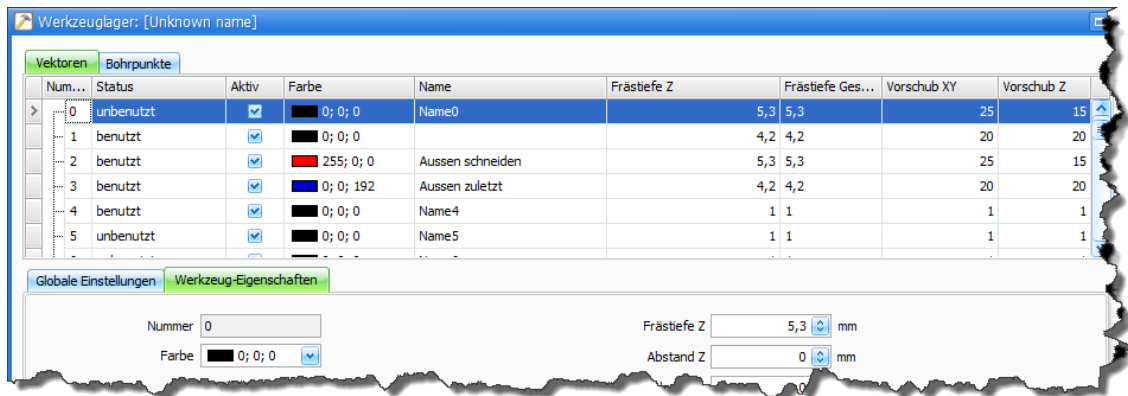 Werkzeuglager: [Unknown name]
Vektoren Bohrpunkte
Num... Status Aktiv Farbe Name Frästiefe Z Frästiefe Ges... Vorschub XY Vorschub Z
0 unbenutzt 0; 0; 0 Name0 5,3 5,3 25 15
1 benutzt 0; 0; 0 4,2 4,2 20 20
2 benutzt 255; 0; 0 Aussen schneiden 5,3 5,3 25 15
3 benutzt 0; 0; 192 Aussen zuletzt 4,2 4,2 20 20
4 benutzt 0; 0; 0 Name4 1 1 1 1
5 unbenutzt 0; 0; 0 Name5 1 1 1 1
Globale Einstellungen Werkzeug-Eigenschaften
Nummer 0 Frästiefe Z 5,3 mm
Farbe 0; 0; 0 Abstand Z 0 mm